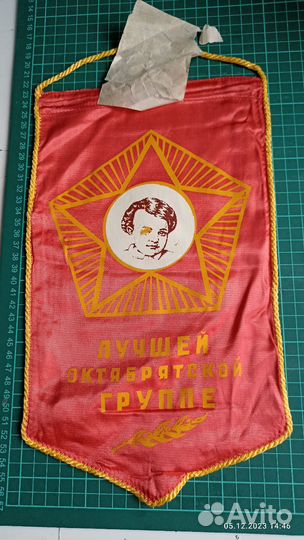 ЛУЧШЕЙ
ОКТЯБРЯТСКОЙ
ГРУППЕ
Avito
05.12.2023 14:46